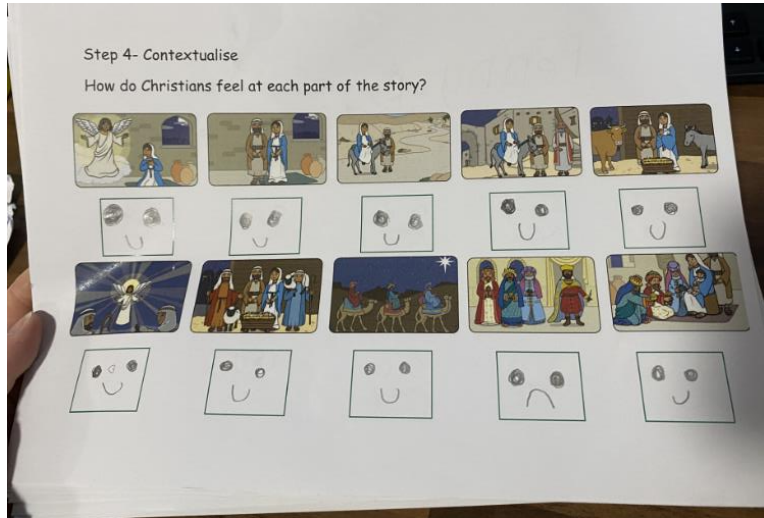 Step 4- Contextualise
How do Christians feel at each part of the story?